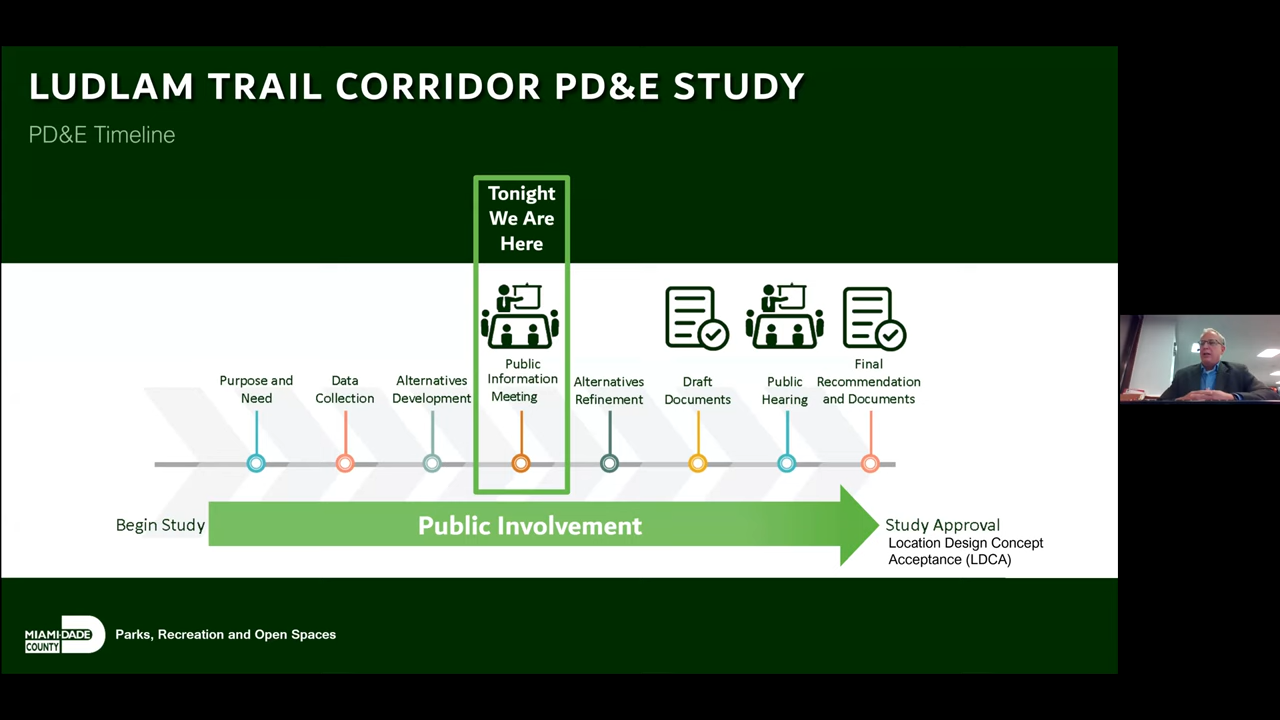 LUDLAM TRAIL CORRIDOR PD&E STUDY
PD&E Timeline
Tonight
We Are
Here
Purpose and
Need
Data
Collection
Alternatives
Development
Public
Information
Meeting
Alternatives
Refinement
Draft
Documents
Public
Hearing
Final
Recommendation
and Documents
Begin Study
Public Involvement
Study Approval
Location Design Concept
Acceptance (LDCA)
MIAMI-DADE
COUNTY
Parks, Recreation and Open Spaces